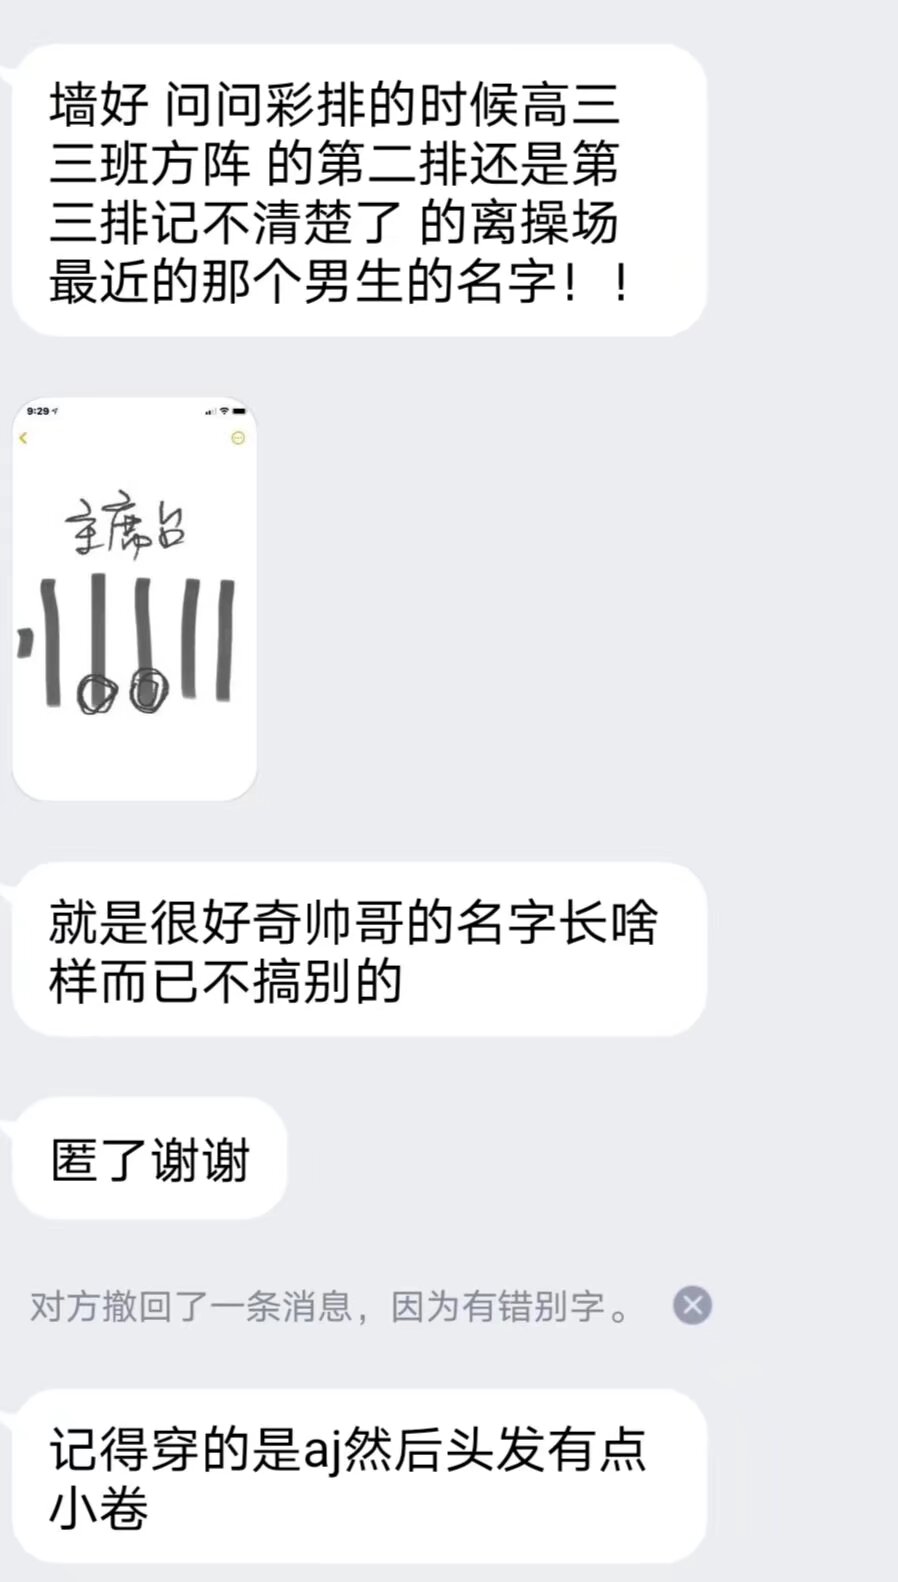 墙好 问问彩排的时候高三
三班方阵 的第二排还是第
三排记不清楚了 的离操场
最近的那个男生的名字！！
9:29
主席台
就是很好奇帅哥的名字长啥
样而已不搞别的
匿了谢谢
对方撤回了一条消息，因为有错别字。
记得穿的是aj然后头发有点
小卷